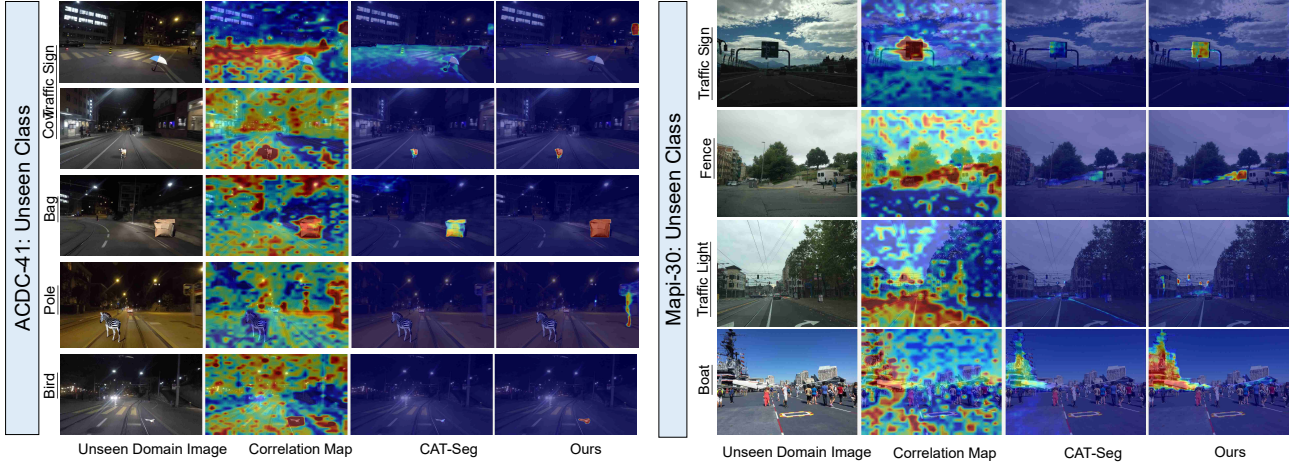 ACDC-41: Unseen Class
Traffic Sign
Cow
Bag
Pole
Bird
Unseen Domain Image
Correlation Map
CAT-Seg
Ours
Mapi-30: Unseen Class
Traffic Sign
Fence
Traffic Light
Boat
Unseen Domain Image
Correlation Map
CAT-Seg
Ours